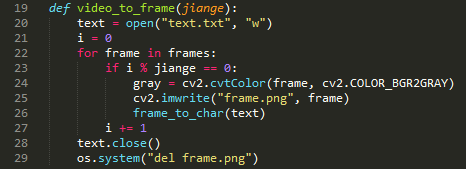 19 def video_to_frame(jiange):
20     text = open("text.txt", "w")
21     i = 0
22     for frame in frames:
23         if i % jiange == 0:
24             gray = cv2.cvtColor(frame, cv2.COLOR_BGR2GRAY)
25             cv2.imwrite("frame.png", frame)
26             frame_to_char(text)
27         i += 1
28     text.close()
29     os.system("del frame.png")